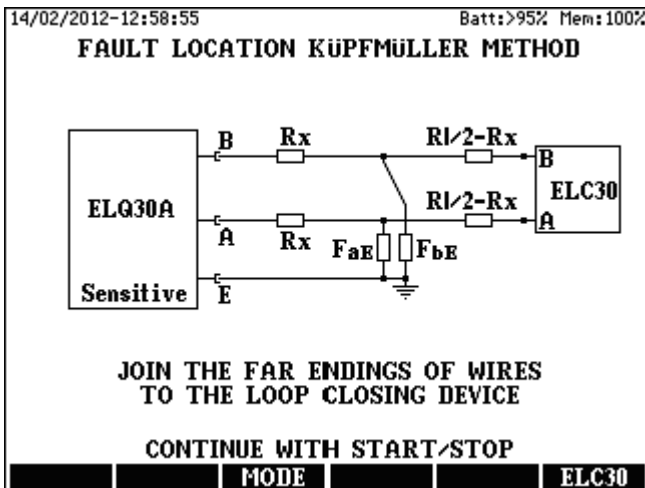 14/02/2012-12:58:55 Batt:>95% Mem:100%
FAULT LOCATION KÜPFMÜLLER METHOD
B Rx Rl/2-Rx B
ELQ30A ELC30
Rl/2-Rx
A Rx FaE FbE A
Sensitive E
JOIN THE FAR ENDINGS OF WIRES
TO THE LOOP CLOSING DEVICE
CONTINUE WITH START/STOP
MODE ELC30